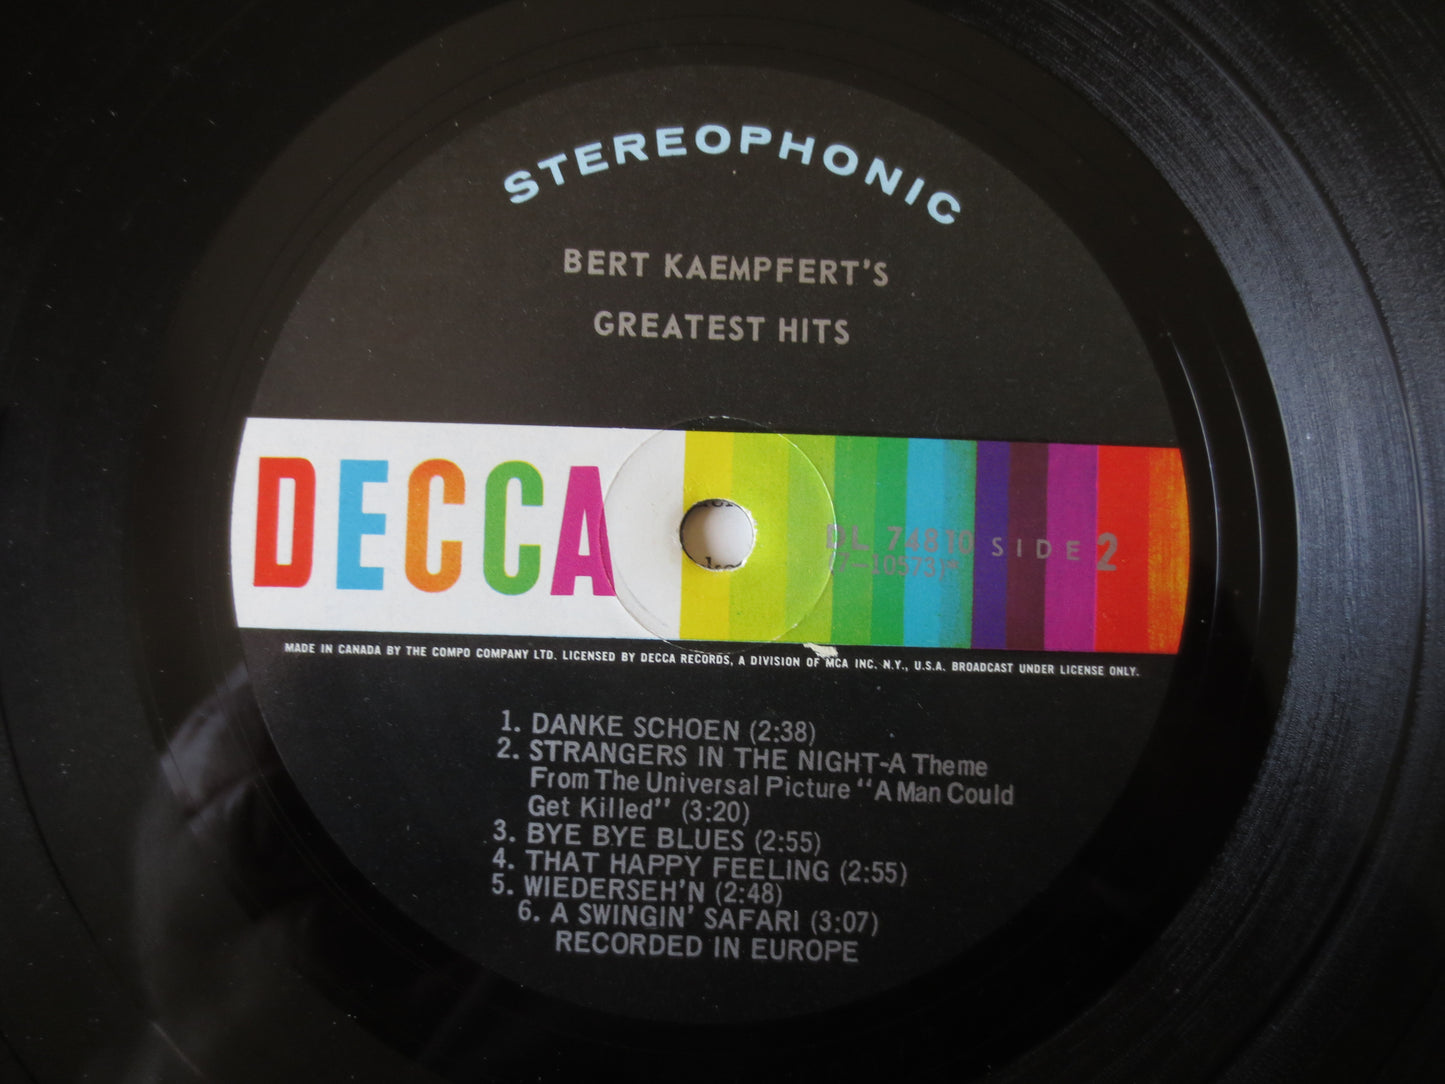 STEREOPHONIC
BERT KAEMPFERT'S
GREATEST HITS
DECCA
DL 74810 SIDE 2
(7-10573)*
MADE IN CANADA BY THE COMPO COMPANY LTD. LICENSED BY DECCA RECORDS, A DIVISION OF MCA INC. N.Y., U.S.A. BROADCAST UNDER LICENSE ONLY.
1. DANKE SCHOEN (2:38)
2. STRANGERS IN THE NIGHT-A Theme
From The Universal Picture "A Man Could
Get Killed" (3:20)
3. BYE BYE BLUES (2:55)
4. THAT HAPPY FEELING (2:55)
5. WIEDERSEH'N (2:48)
6. A SWINGIN' SAFARI (3:07)
RECORDED IN EUROPE